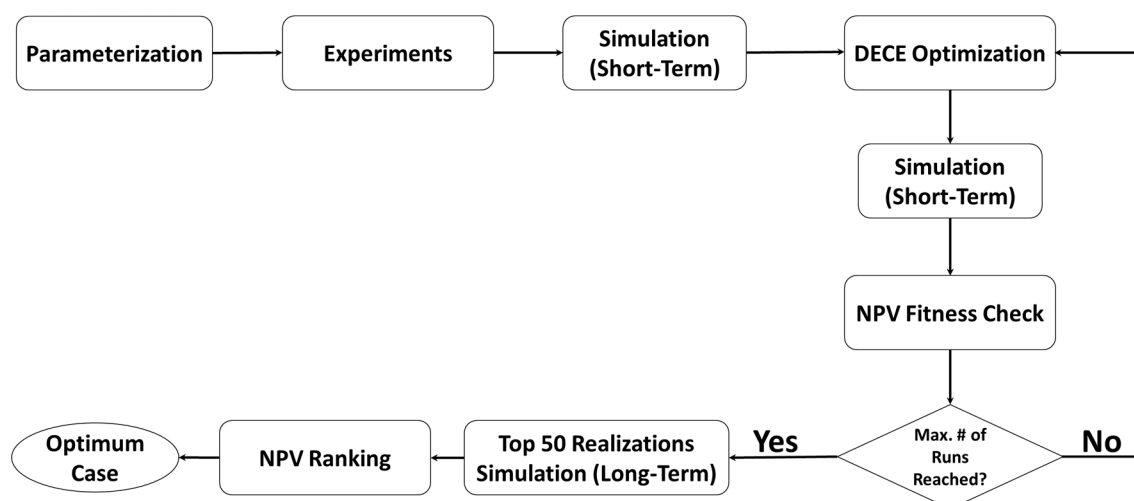 Parameterization
Experiments
Simulation
(Short-Term)
DECE Optimization
Simulation
(Short-Term)
NPV Fitness Check
Max. # of
Runs
Reached?
No
Yes
Top 50 Realizations
Simulation (Long-Term)
NPV Ranking
Optimum
Case